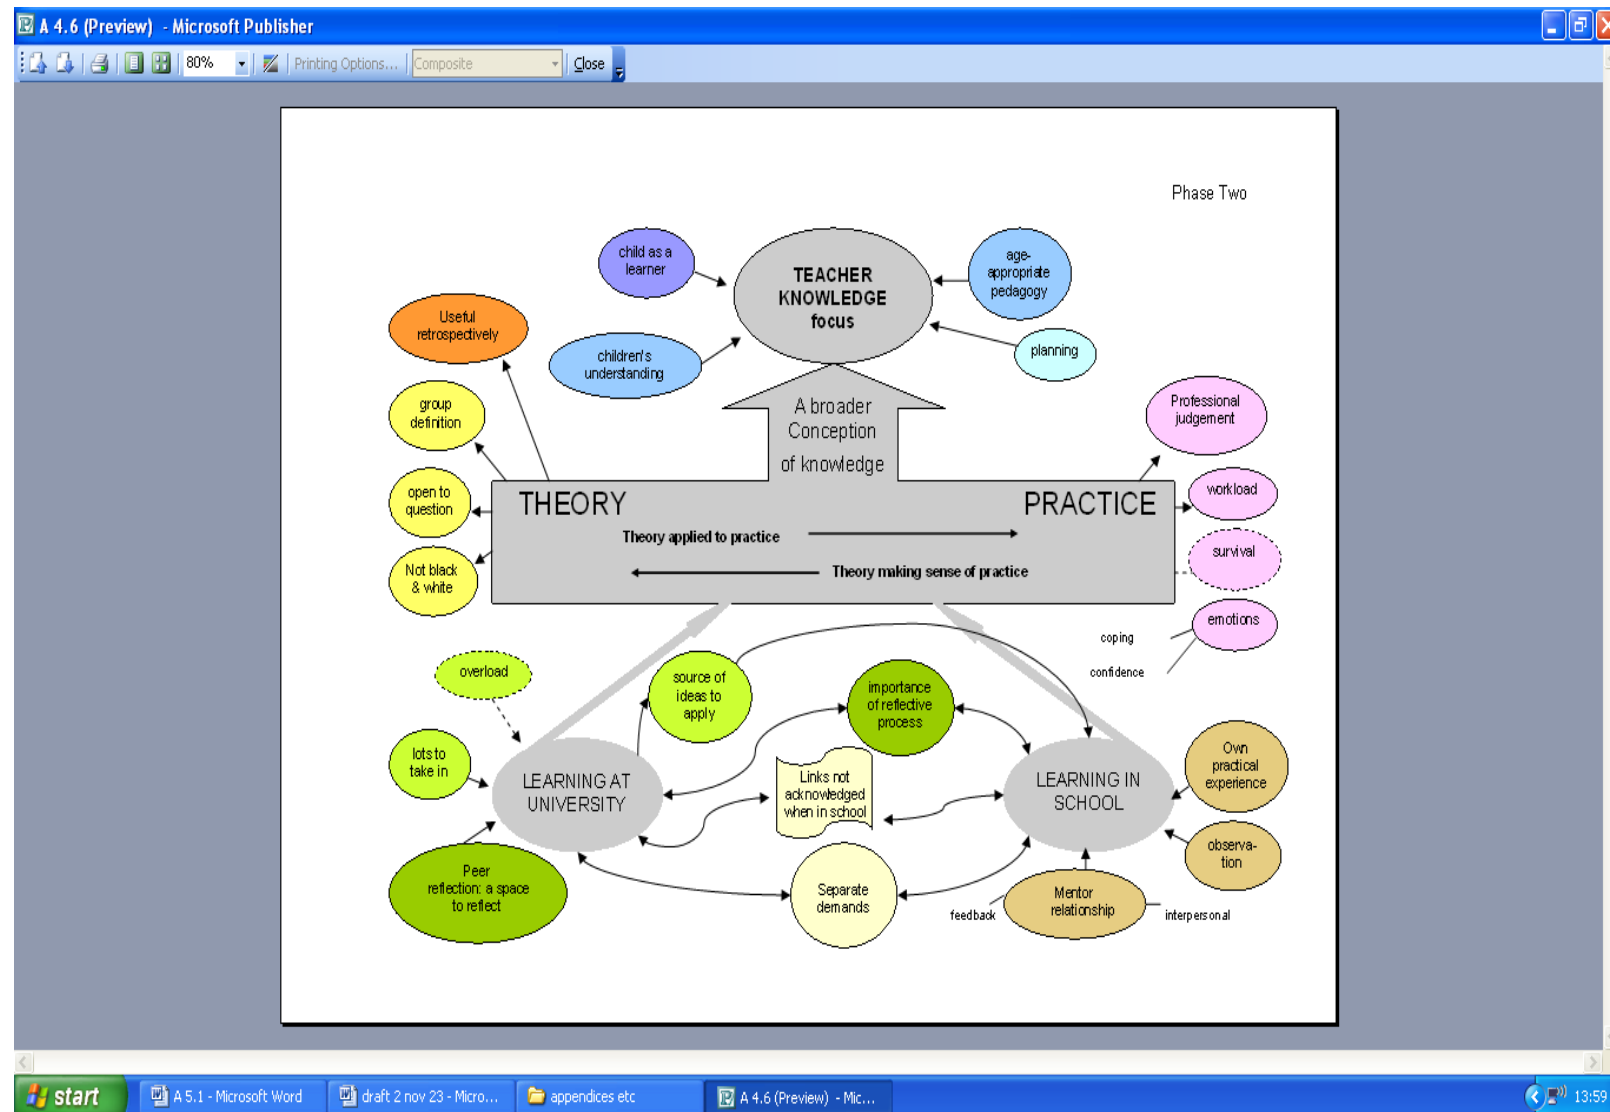 A 4.6 (Preview) - Microsoft Publisher
80%
Printing Options...
Composite
Close
Phase Two
child as a
learner
TEACHER
KNOWLEDGE
focus
age-
appropriate
pedagogy
Useful
retrospectively
children's
understanding
planning
group
definition
A broader
Conception
of knowledge
Professional
judgement
open to
question
THEORY
PRACTICE
workload
Theory applied to practice
survival
Not black
& white
Theory making sense of practice
emotions
coping
confidence
overload
source of
ideas to
apply
importance
of reflective
process
lots to
take in
LEARNING AT
UNIVERSITY
Links not
acknowledged
when in school
LEARNING IN
SCHOOL
Own
practical
experience
observa-
tion
Peer
reflection: a space
to reflect
Separate
demands
feedback
Mentor
relationship
interpersonal
start
A 5.1 - Microsoft Word
draft 2 nov 23 - Micro...
appendices etc
A 4.6 (Preview) - Mic...
13:59